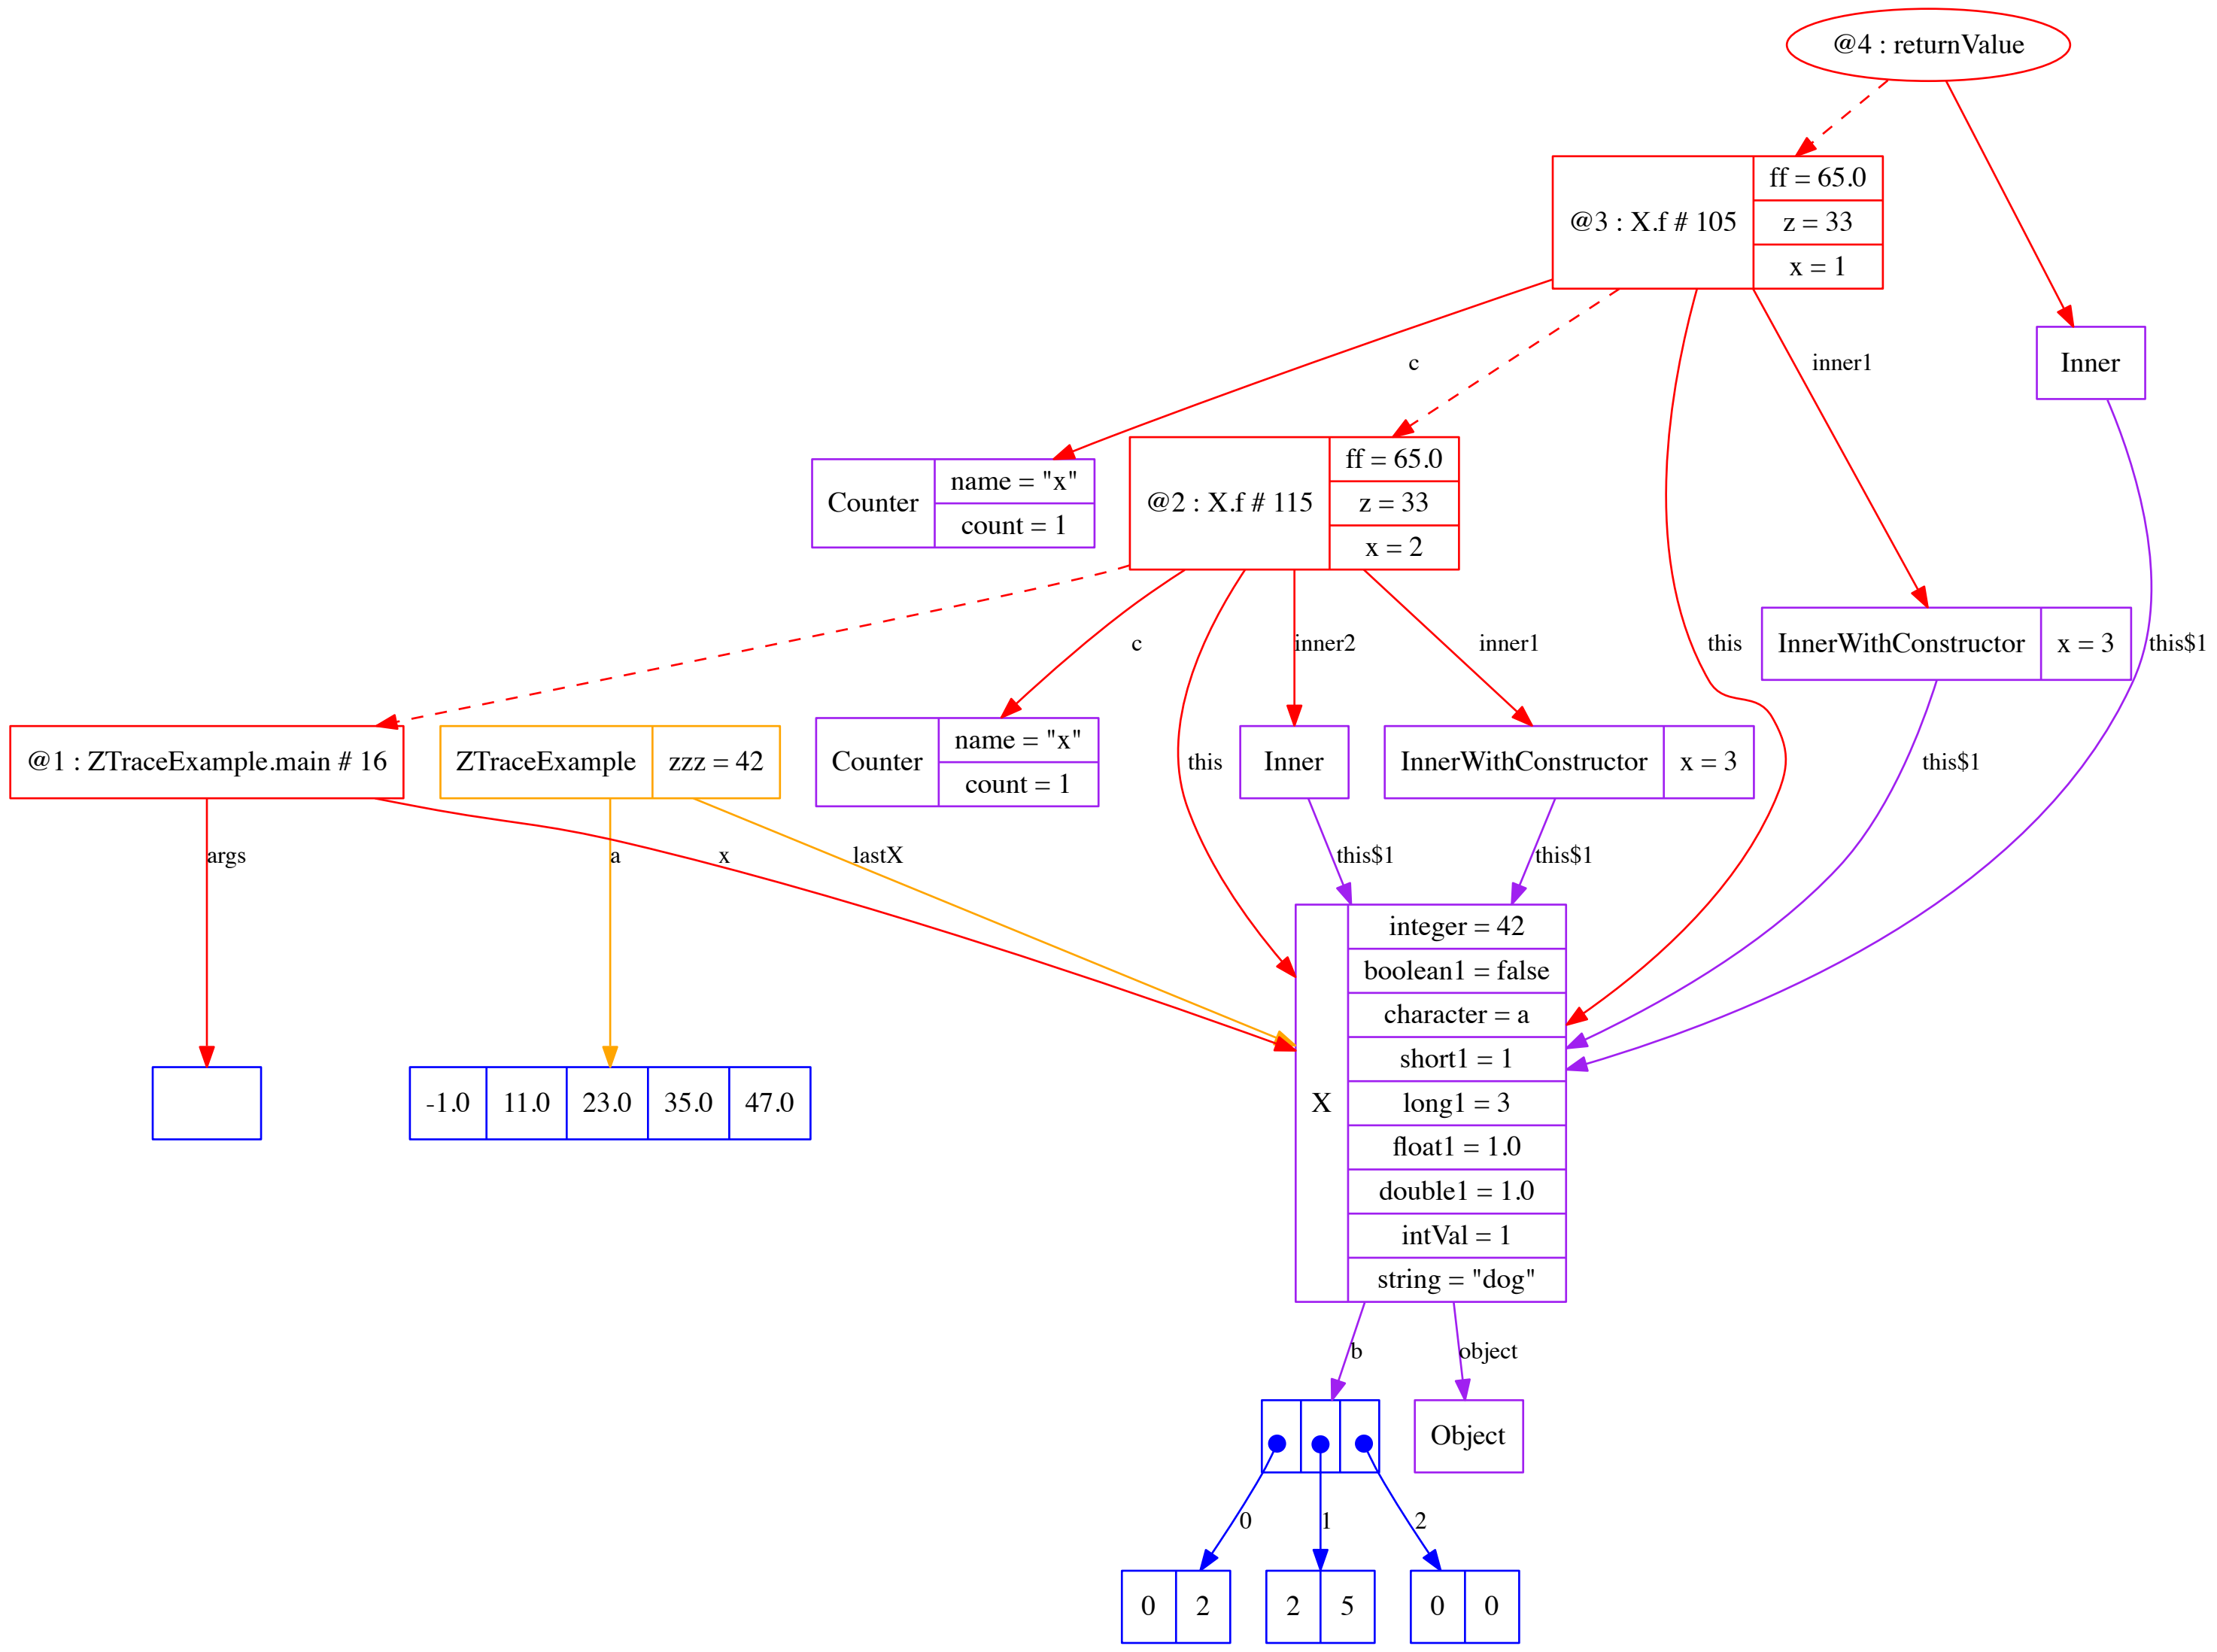 @4 : returnValue
@3 : X.f # 105
ff = 65.0
z = 33
x = 1
c
inner1
Inner
Counter
name = "x"
count = 1
@2 : X.f # 115
ff = 65.0
z = 33
x = 2
c
inner2
inner1
this
InnerWithConstructor
x = 3
this$1
@1 : ZTraceExample.main # 16
ZTraceExample
zzz = 42
Counter
name = "x"
count = 1
this
Inner
InnerWithConstructor
x = 3
this$1
args
a
x
lastX
this$1
this$1
-1.0
11.0
23.0
35.0
47.0
X
integer = 42
boolean1 = false
character = a
short1 = 1
long1 = 3
float1 = 1.0
double1 = 1.0
intVal = 1
string = "dog"
b
object
Object
0
1
2
0
2
2
5
0
0